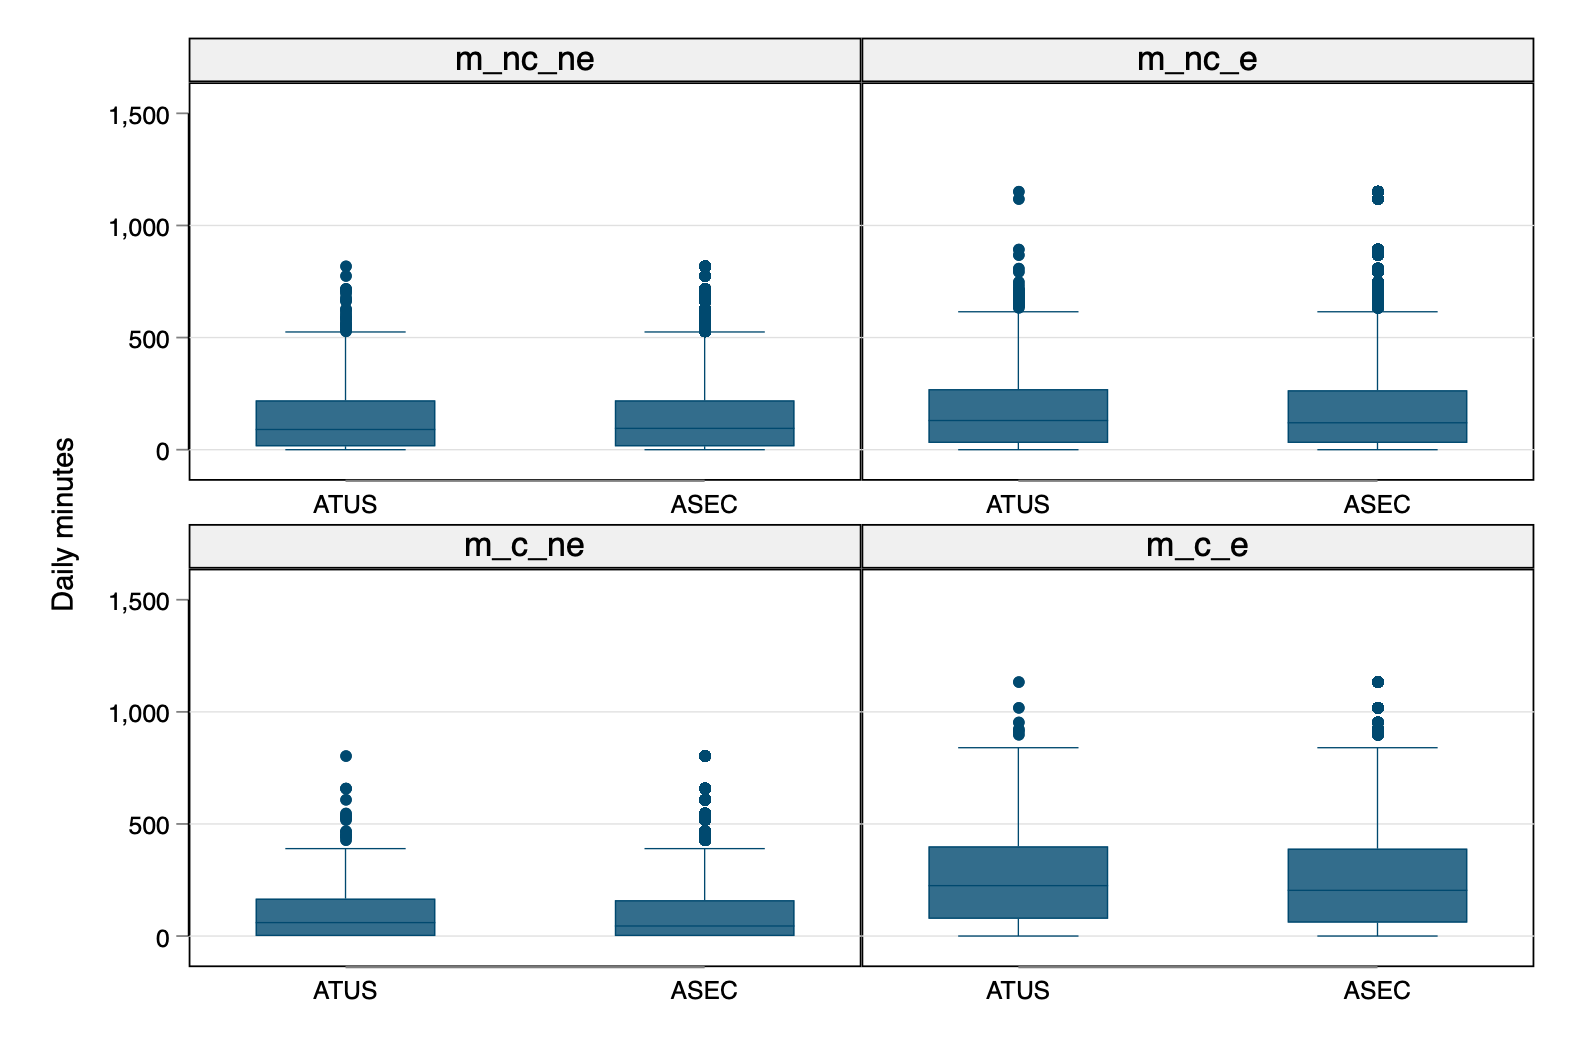 m_nc_ne
m_nc_e
1,500
1,000
500
0
ATUS
ASEC
ATUS
ASEC
Daily minutes
m_c_ne
m_c_e
1,500
1,000
500
0
ATUS
ASEC
ATUS
ASEC